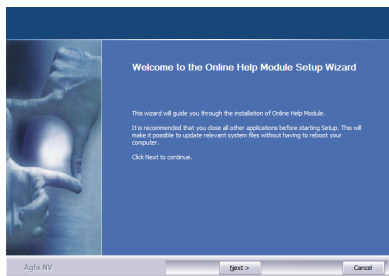 Welcome to the Online Help Module Setup Wizard
This wizard will guide you through the installation of Online Help Module.
It is recommended that you close all other applications before starting Setup. This will
make it possible to update relevant system files without having to reboot your
computer.
Click Next to continue.
Agfa NV
Next >
Cancel